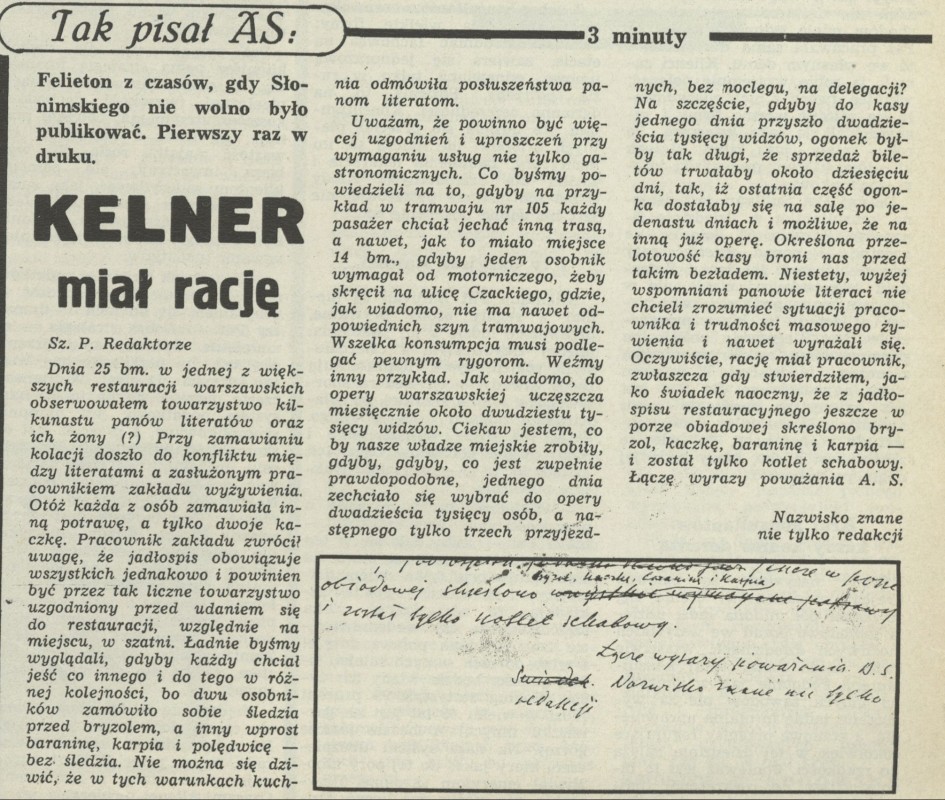 Tak pisał AS:
3 minuty
Felieton z czasów, gdy Sło-
nimskiego nie wolno było
publikować. Pierwszy raz w
druku.
KELNER
miał rację
Sz. P. Redaktorze
Dnia 25 bm. w jednej z więk-
szych restauracji warszawskich
obserwowałem towarzystwo kil-
kunastu panów literatów oraz
ich żony (?) Przy zamawianiu
kolacji doszło do konfliktu mię-
dzy literatami a zasłużonym pra-
cownikiem zakładu wyżywienia.
Otóż każda z osób zamawiała in-
ną potrawę, a tylko dwoje ka-
czkę. Pracownik zakładu zwrócił
uwagę, że jadłospis obowiązuje
wszystkich jednakowo i powinien
być przez tak liczne towarzystwo
uzgodniony przed udaniem się
do restauracji, względnie na
miejscu, w szatni. Ładnie byśmy
wyglądali, gdyby każdy chciał
jeść co innego i do tego w róż-
nej kolejności, bo dwu osobni-
ków zamówiło sobie śledzia
przed bryzolem, a inny wprost
baraninę, karpia i polędwicę —
bez śledzia. Nie można się dzi-
wić, że w tych warunkach kuch-
nia odmówiła posłuszeństwa pa-
nom literatom.
Uważam, że powinno być wię-
cej uzgodnień i uproszczeń przy
wymaganiu usług nie tylko ga-
stronomicznych. Co byśmy po-
wiedzieli na to, gdyby na przy-
kład w tramwaju nr 105 każdy
pasażer chciał jechać inną trasą,
a nawet, jak to miało miejsce
14 bm., gdyby jeden osobnik
wymagał od motorniczego, żeby
skręcił na ulicę Czackiego, gdzie,
jak wiadomo, nie ma nawet od-
powiednich szyn tramwajowych.
Wszelka konsumpcja musi podle-
gać pewnym rygorom. Weźmy
inny przykład. Jak wiadomo, do
opery warszawskiej uczęszcza
miesięcznie około dwudziestu ty-
sięcy widzów. Ciekaw jestem, co
by nasze władze miejskie zrobiły,
gdyby, gdyby, co jest zupełnie
prawdopodobne, jednego dnia
zechciało się wybrać do opery
dwadzieścia tysięcy osób, a na-
stępnego tylko trzech przyjezd-
nych, bez noclegu, na delegacji?
Na szczęście, gdyby do kasy
jednego dnia przyszło dwadzie-
ścia tysięcy widzów, ogonek był-
by tak długi, że sprzedaż bile-
tów trwałaby około dziesięciu
dni, tak, iż ostatnia część ogon-
ka dostałaby się na salę po je-
denastu dniach i możliwe, że na
inną już operę. Określona prze-
lotowość kasy broni nas przed
takim bezładem. Niestety, wyżej
wspomniani panowie literaci nie
chcieli zrozumieć sytuacji praco-
wnika i trudności masowego ży-
wienia i nawet wyrażali się.
Oczywiście, rację miał pracownik,
zwłaszcza gdy stwierdziłem, ja-
ko świadek naoczny, że z jadło-
spisu restauracyjnego jeszcze w
porze obiadowej skreślono bry-
zol, kaczkę, baraninę i karpia —
i został tylko kotlet schabowy.
Łączę wyrazy poważania A. S.
Nazwisko znane
nie tylko redakcji
w porze
bryzol, kaczkę, baraninę i karpia
obiadowej skreślono
i został tylko kotlet schabowy.
Łączę wyrazy poważania A. S.
Świadek Nazwisko znane nie tylko
redakcji